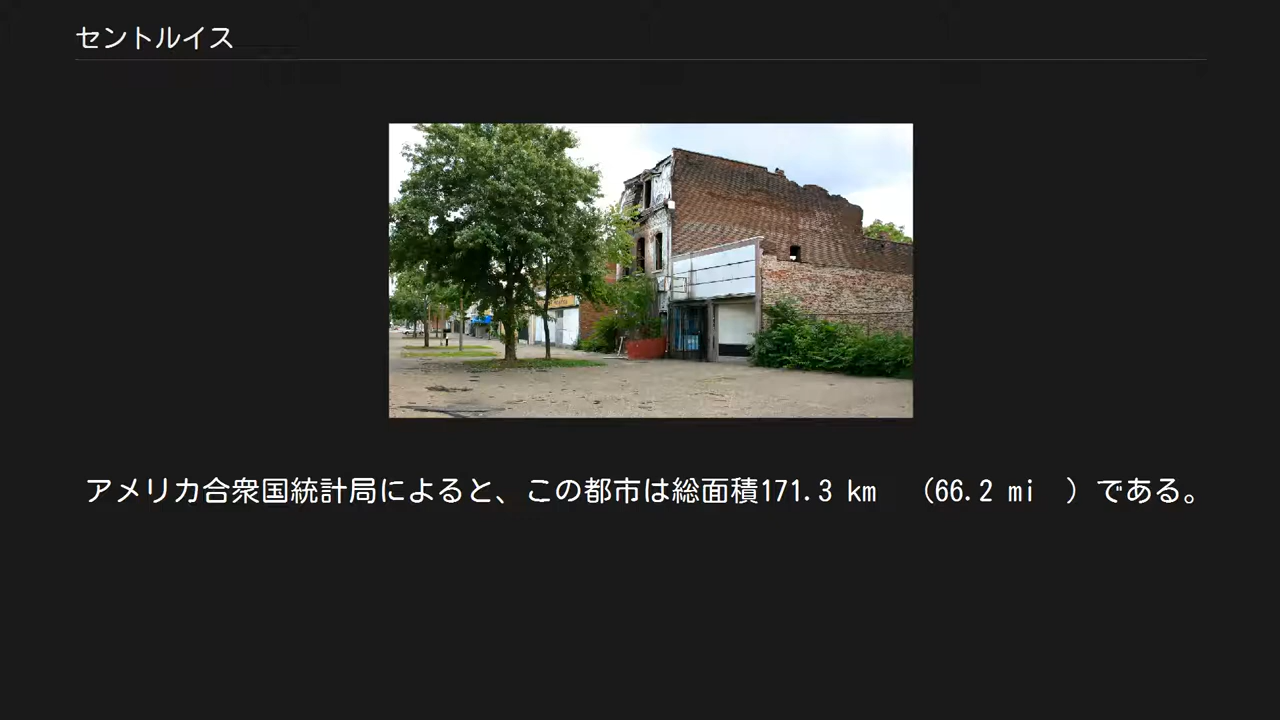 セントルイス
アメリカ合衆国統計局によると、この都市は総面積171.3 km　（66.2 mi　）である。